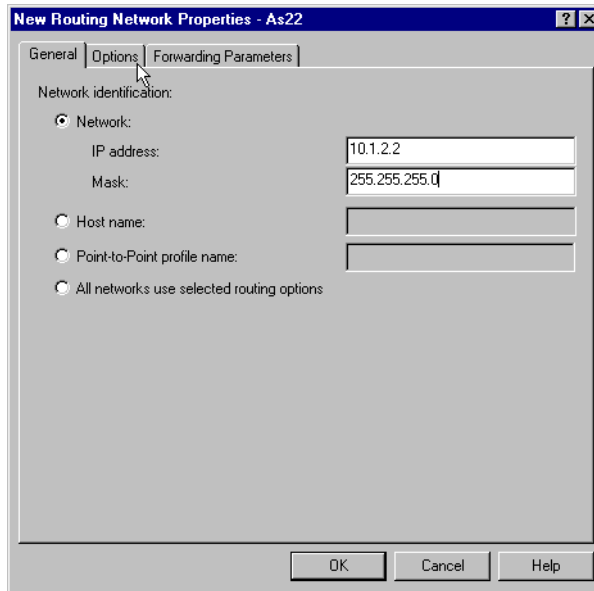 New Routing Network Properties - As22
General Options Forwarding Parameters
Network identification:
Network:
IP address: 10.1.2.2
Mask: 255.255.255.0
Host name:
Point-to-Point profile name:
All networks use selected routing options
OK Cancel Help